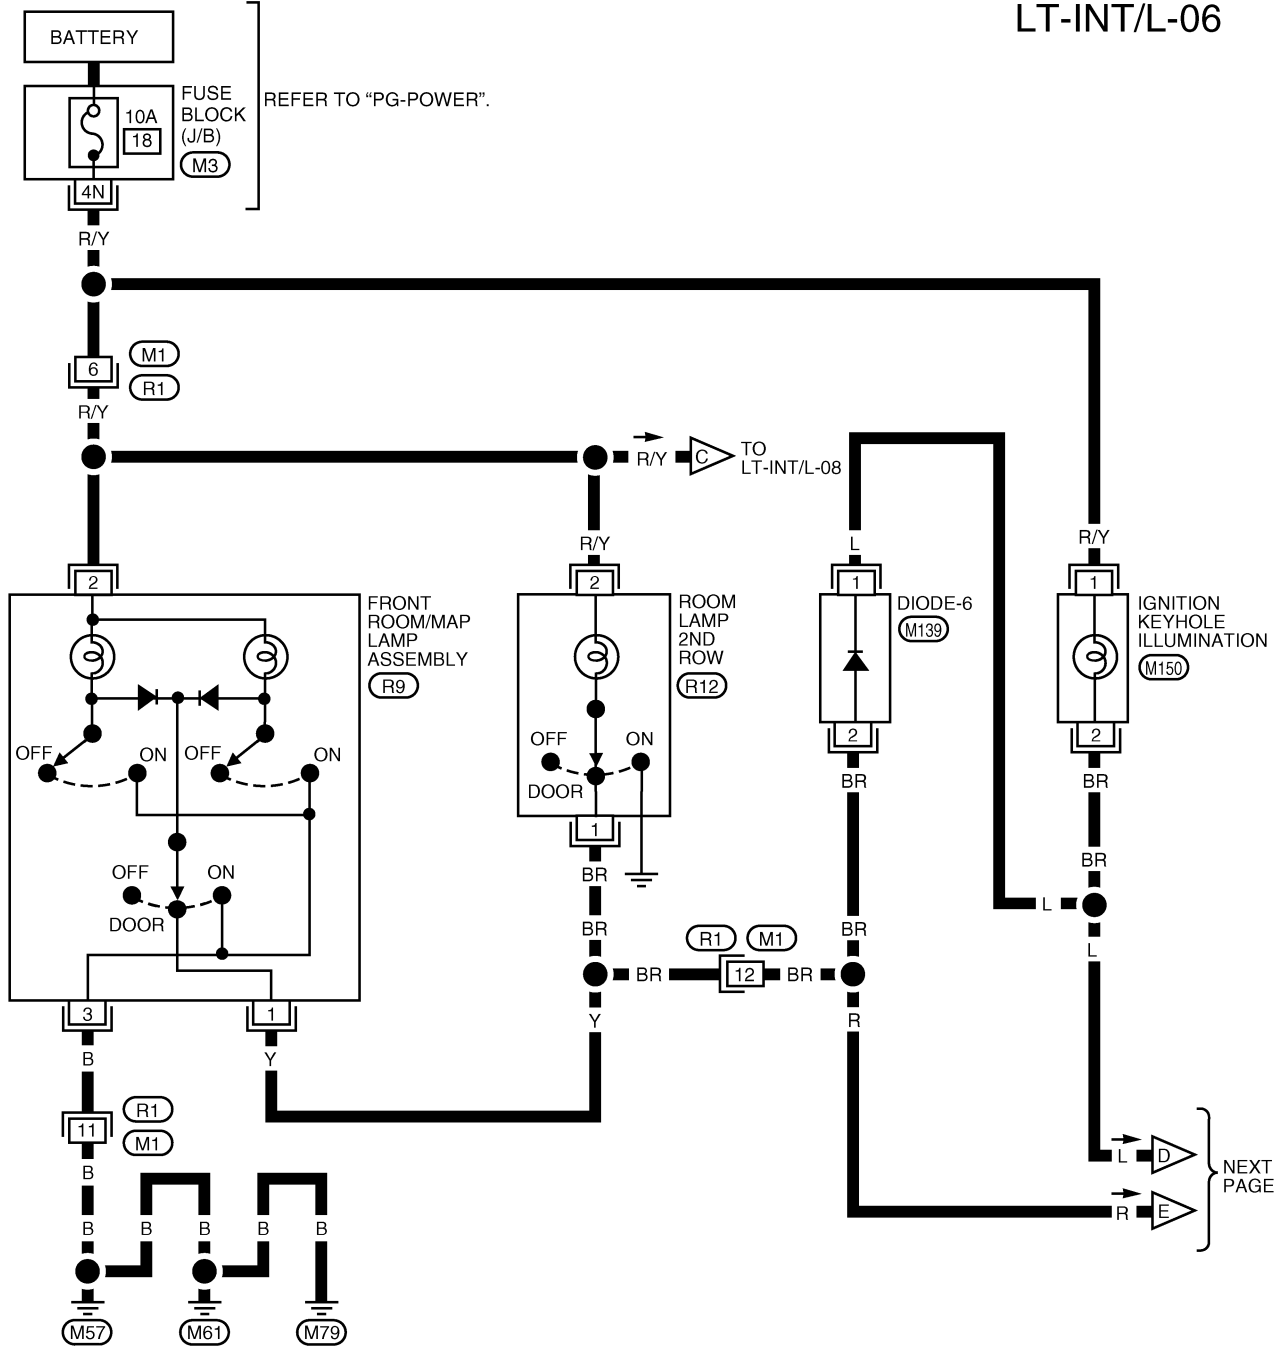 LT-INT/L-06
BATTERY
FUSE
BLOCK
(J/B)
M3
10A
18
4N
REFER TO “PG-POWER”.
R/Y
6
M1
R1
R/Y
R/Y
C
TO
LT-INT/L-08
R/Y
L
R/Y
2
2
1
1
FRONT
ROOM/MAP
LAMP
ASSEMBLY
R9
ROOM
LAMP
2ND
ROW
R12
DIODE-6
M139
IGNITION
KEYHOLE
ILLUMINATION
M150
OFF
ON
OFF
ON
OFF
ON
DOOR
OFF
ON
DOOR
1
2
2
BR
BR
BR
BR
BR
BR
L
L
R1
M1
BR
12
BR
3
1
Y
R
B
Y
R1
M1
11
B
B
B
B
B
B
L
D
R
E
NEXT
PAGE
M57
M61
M79